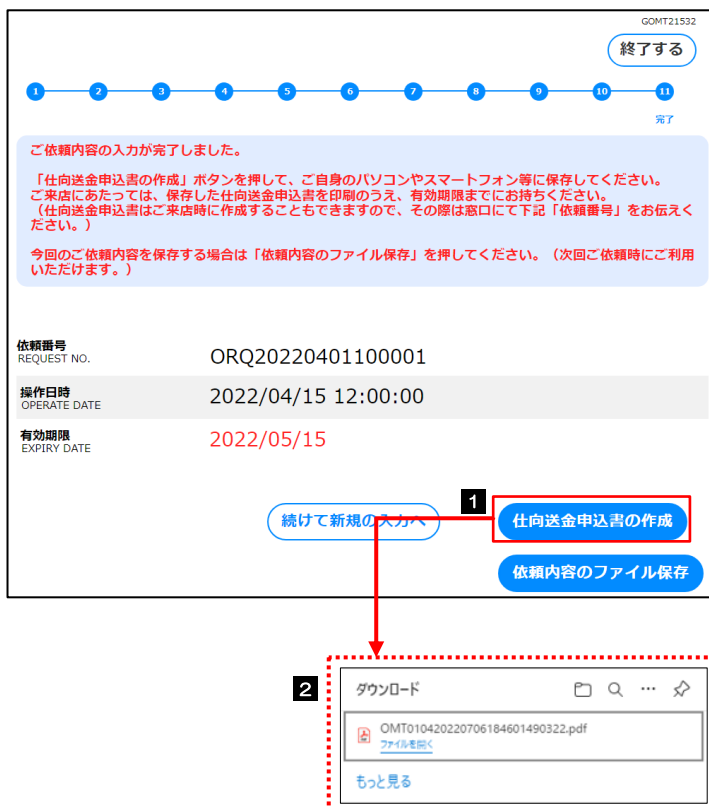 GOMT21532
終了する
1 2 3 4 5 6 7 8 9 10 11
完了
ご依頼内容の入力が完了しました。
「仕向送金申込書の作成」ボタンを押して、ご自身のパソコンやスマートフォン等に保存してください。
ご来店にあたっては、保存した仕向送金申込書を印刷のうえ、有効期限までにお持ちください。
（仕向送金申込書はご来店時に作成することもできますので、その際は窓口にて下記「依頼番号」をお伝えく
ださい。）
今回のご依頼内容を保存する場合は「依頼内容のファイル保存」を押してください。（次回ご依頼時にご利用
いただけます。）
依頼番号
REQUEST NO.
ORQ20220401100001
操作日時
OPERATE DATE
2022/04/15 12:00:00
有効期限
EXPIRY DATE
2022/05/15
1
続けて新規の入力へ
仕向送金申込書の作成
依頼内容のファイル保存
2
ダウンロード
OMT010420220706184601490322.pdf
ファイルを開く
もっと見る